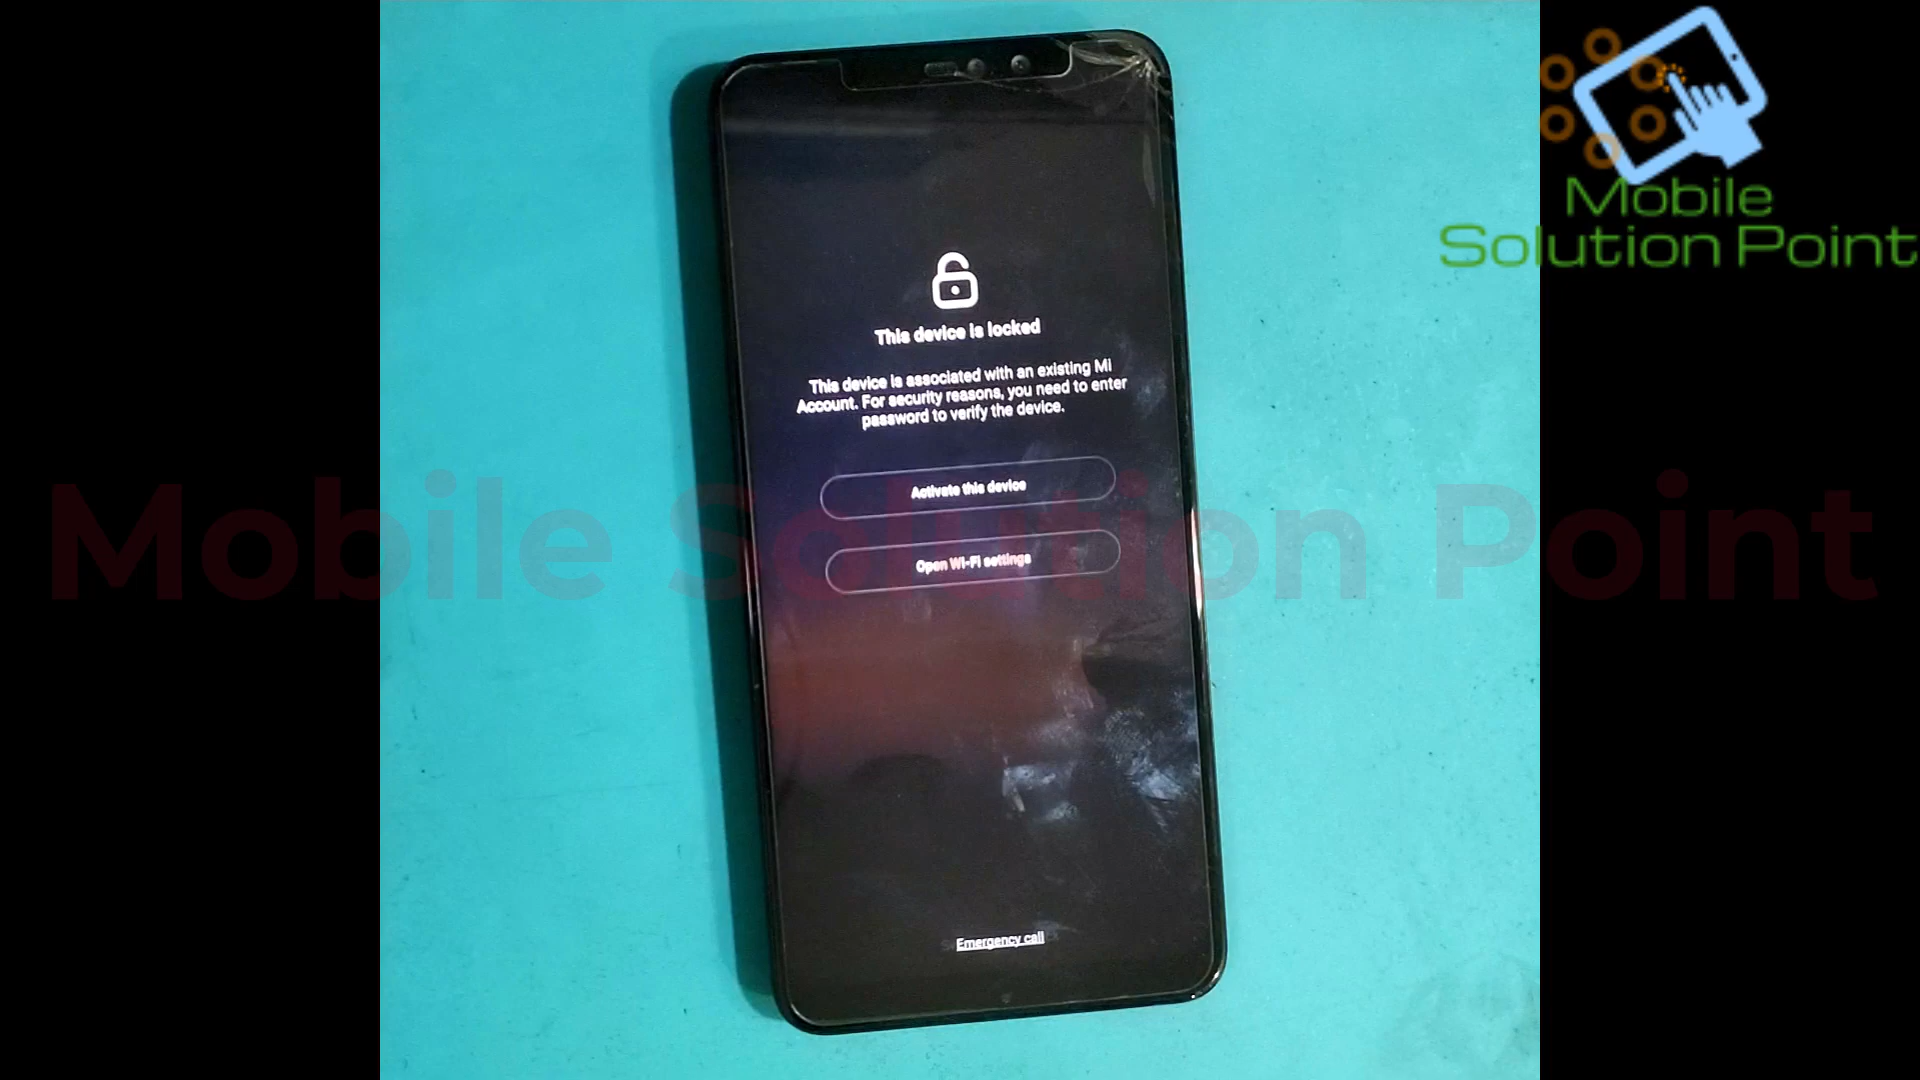 Mobile
Solution Point
This device is locked
This device is associated with an existing Mi
Account. For security reasons, you need to enter
password to verify the device.
Activate this device
Open Wi-Fi settings
Mobile Solution Point
Emergency call